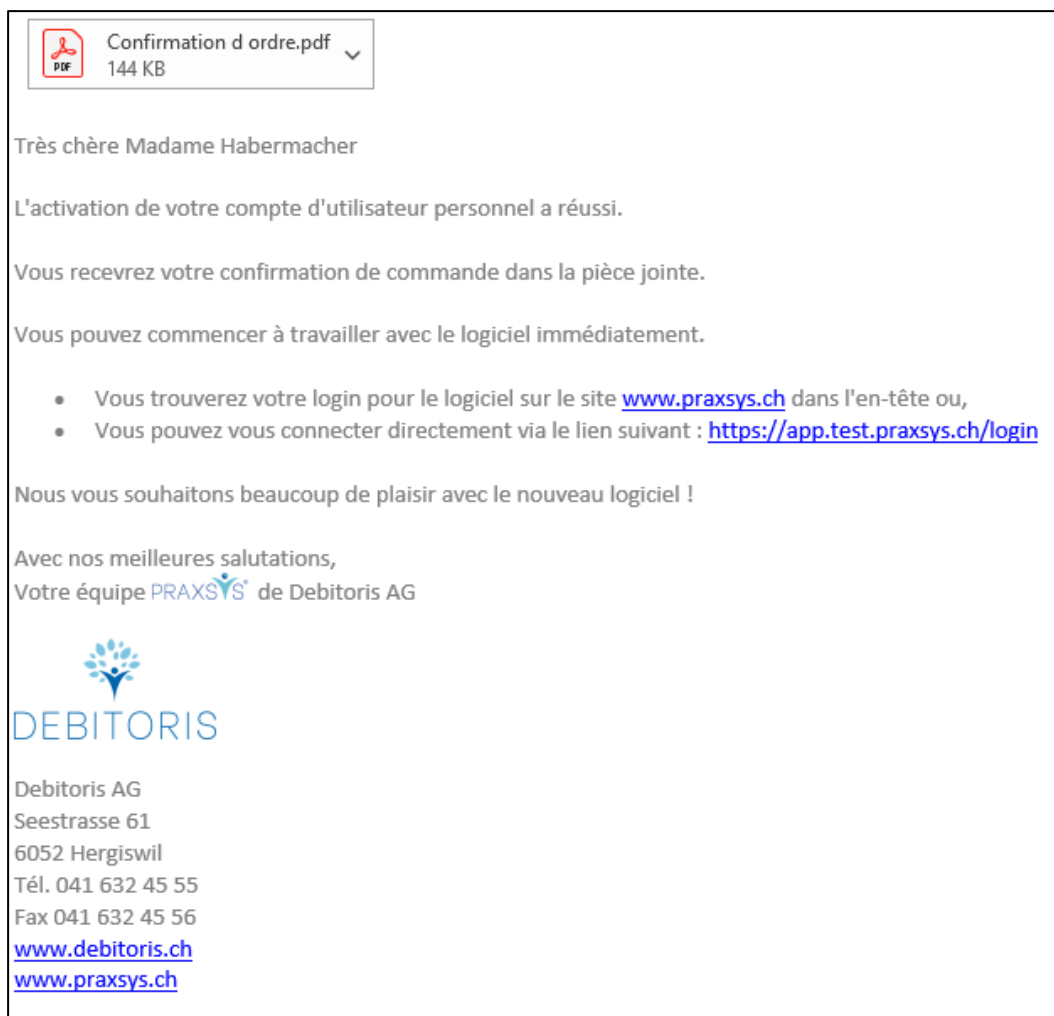 Confirmation d ordre.pdf
PDF
144 KB
Très chère Madame Habermacher
L'activation de votre compte d'utilisateur personnel a réussi.
Vous recevrez votre confirmation de commande dans la pièce jointe.
Vous pouvez commencer à travailler avec le logiciel immédiatement.
• Vous trouverez votre login pour le logiciel sur le site www.praxsys.ch dans l'en-tête ou,
• Vous pouvez vous connecter directement via le lien suivant : https://app.test.praxsys.ch/login
Nous vous souhaitons beaucoup de plaisir avec le nouveau logiciel !
Avec nos meilleures salutations,
Votre équipe PRAXSYS® de Debitoris AG
DEBITORIS
Debitoris AG
Seestrasse 61
6052 Hergiswil
Tél. 041 632 45 55
Fax 041 632 45 56
www.debitoris.ch
www.praxsys.ch